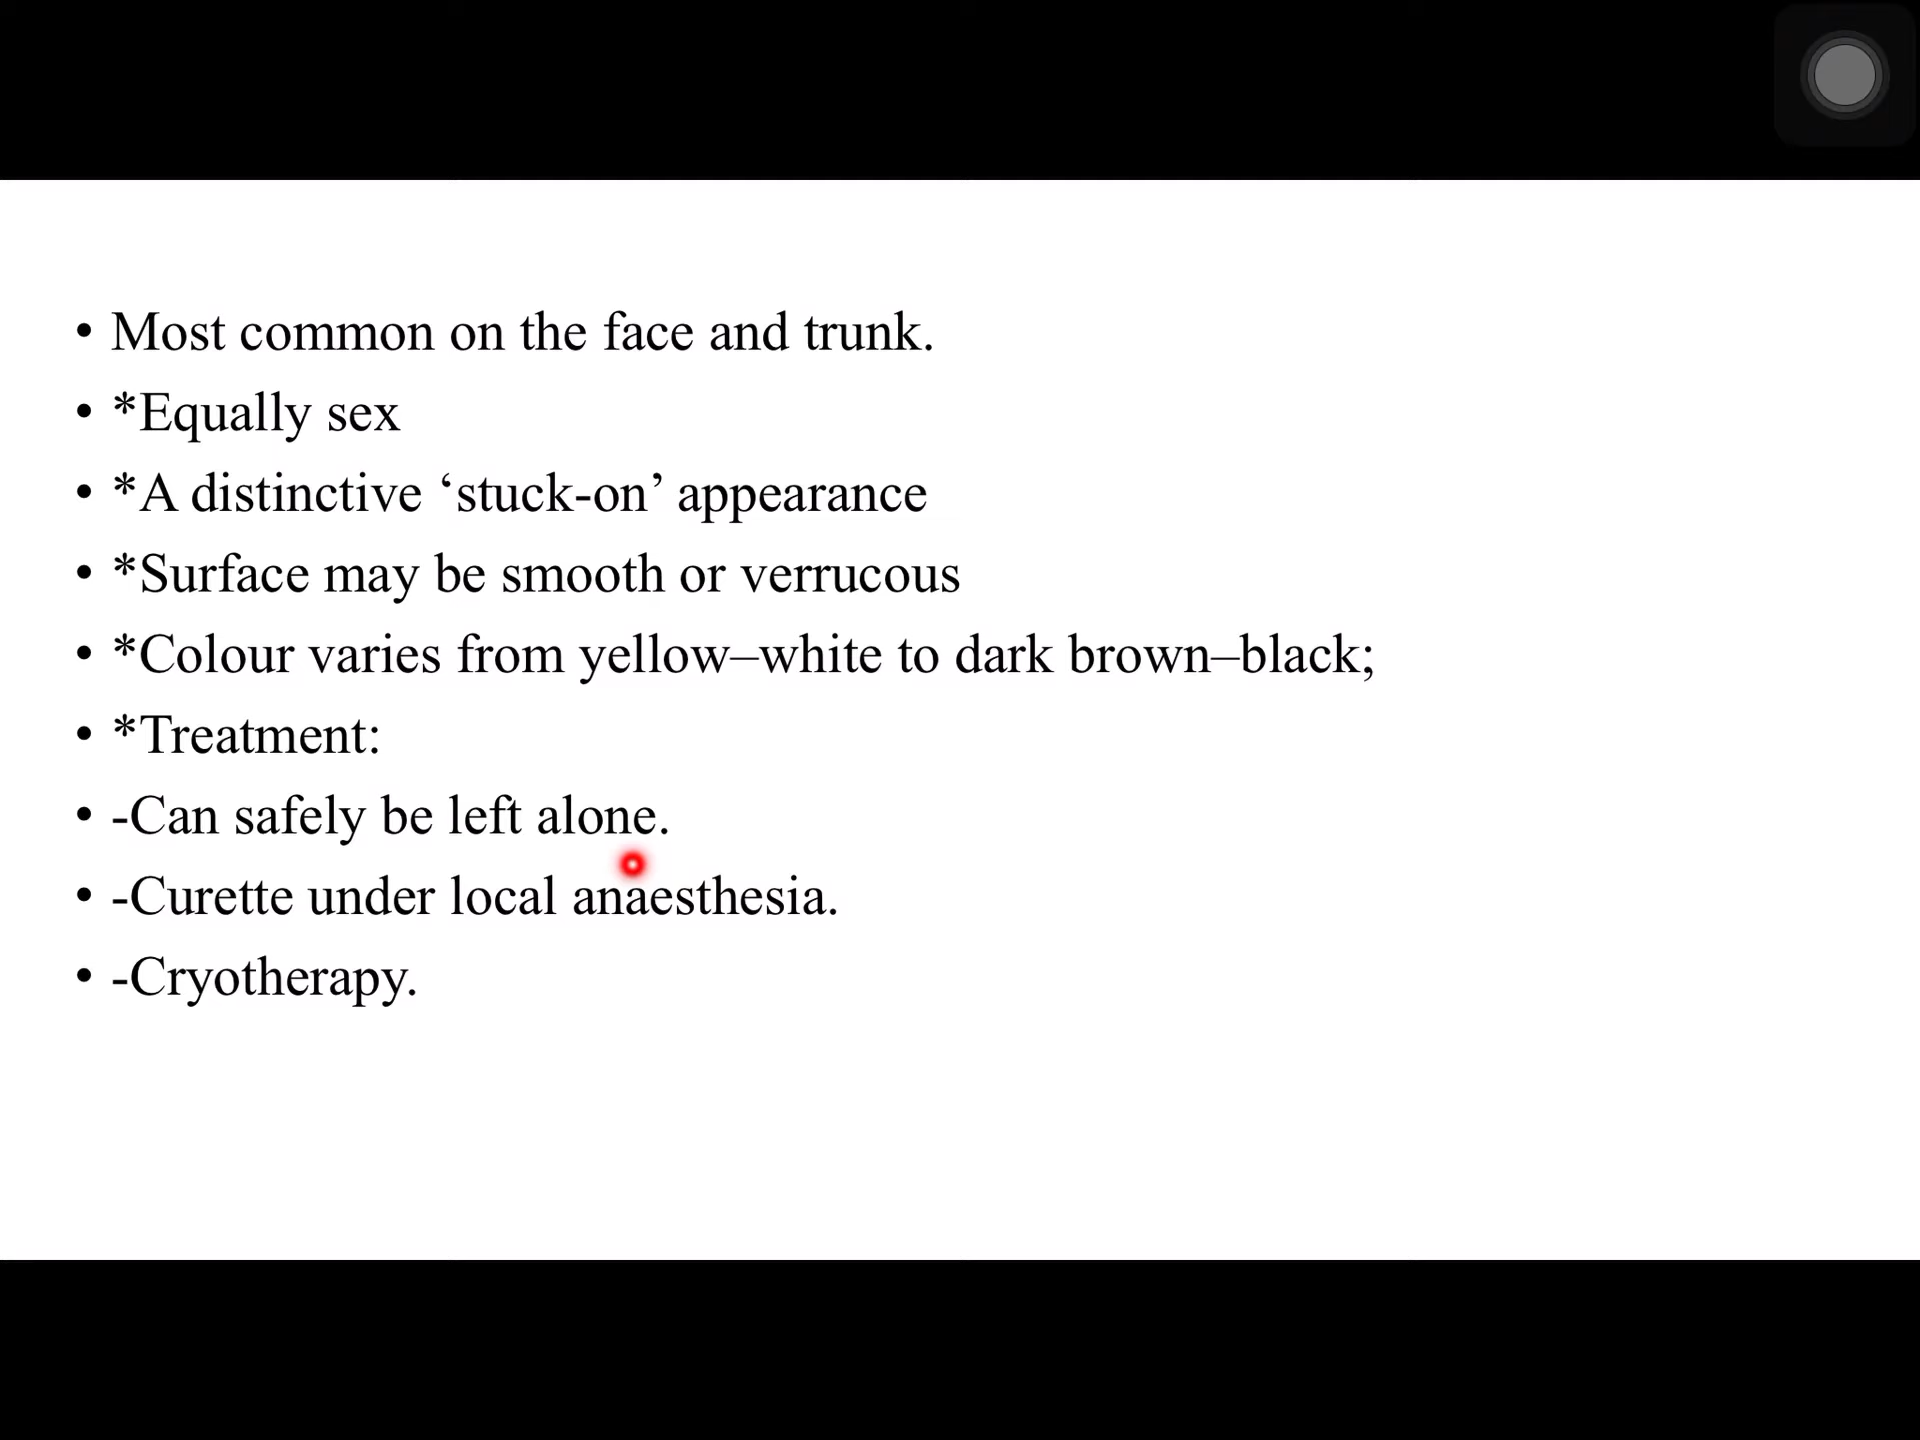 • Most common on the face and trunk.
• *Equally sex
• *A distinctive ‘stuck-on’ appearance
• *Surface may be smooth or verrucous
• *Colour varies from yellow–white to dark brown–black;
• *Treatment:
• -Can safely be left alone.
• -Curette under local anaesthesia.
• -Cryotherapy.